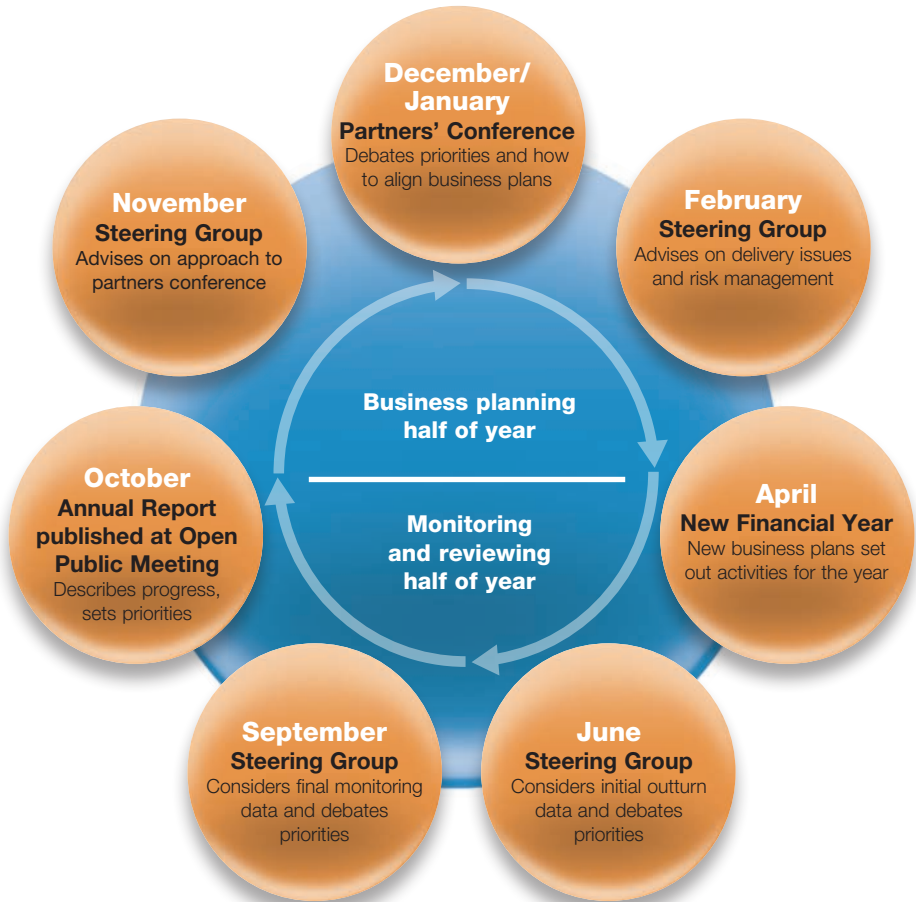 December/
January
Partners’ Conference
Debates priorities and how
to align business plans
February
Steering Group
Advises on delivery issues
and risk management
April
New Financial Year
New business plans set
out activities for the year
June
Steering Group
Considers initial outturn
data and debates
priorities
September
Steering Group
Considers final monitoring
data and debates
priorities
October
Annual Report
published at Open
Public Meeting
Describes progress,
sets priorities
November
Steering Group
Advises on approach to
partners conference
Business planning
half of year
Monitoring
and reviewing
half of year